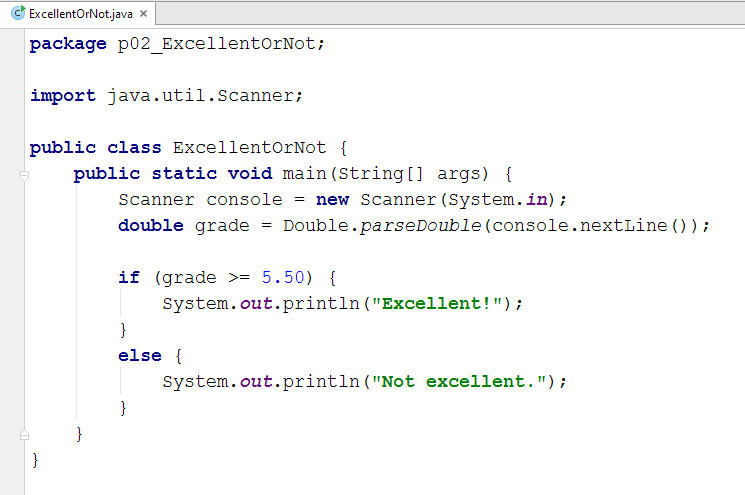 ExcellentOrNot.java
package p02_ExcellentOrNot;
import java.util.Scanner;
public class ExcellentOrNot {
public static void main(String[] args) {
Scanner console = new Scanner(System.in);
double grade = Double.parseDouble(console.nextLine());
if (grade >= 5.50) {
System.out.println("Excellent!");
}
else {
System.out.println("Not excellent.");
}
}
}